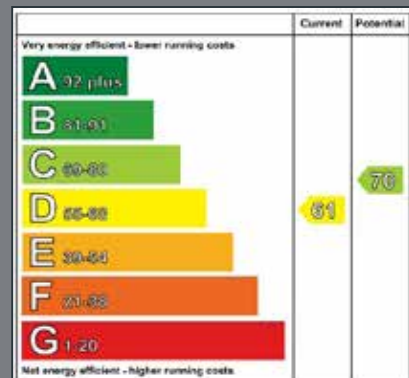 Current Potential
Very energy efficient - lower running costs
A 92 plus
B 81-91
C 69-80
D 55-68
61
76
E 39-54
F 21-38
G 1-20
Not energy efficient - higher running costs